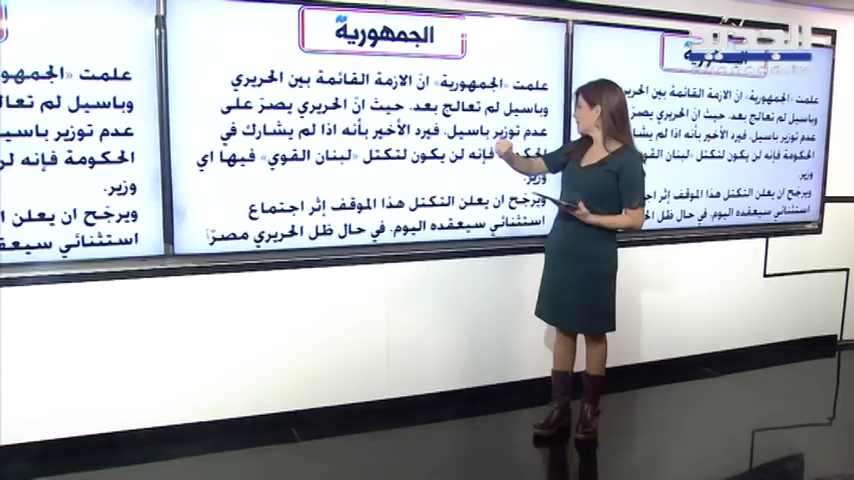 الجمهورية
علمت «الجمهورية» انّ الازمة القائمة بين الحريري
وباسيل لم تعالج بعد. حيث انّ الحريري يصرّ على
عدم توزير باسيل. فيرد الأخير بأنه اذا لم يشارك في
الحكومة فإنه لن يكون لتكتل «لبنان القوي» فيها اي
وزير.
ويرجّح ان يعلن التكتل هذا الموقف إثر اجتماع
استثنائي سيعقده اليوم. في حال ظل الحريري مصرّاً